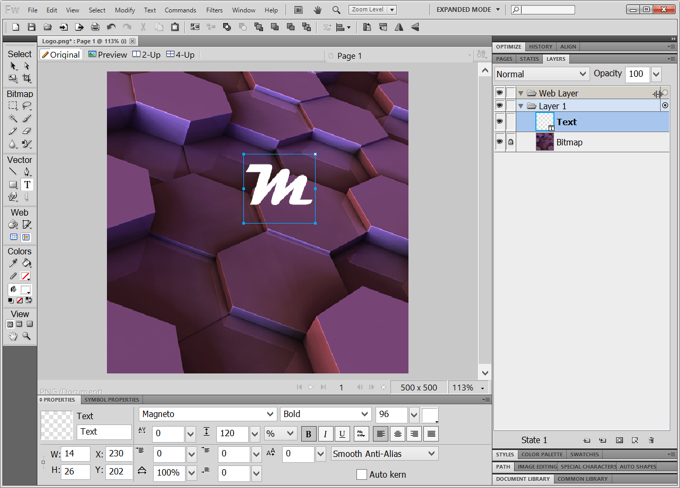 Fw File Edit View Select Modify Text Commands Filters Window Help Zoom Level EXPANDED MODE
Logo.png* : Page 1 @ 113% (i)
Original Preview 2-Up 4-Up Page 1
Select
Bitmap
Vector
T
Web
Colors
View
m
1 500 x 500 113%
OPTIMIZE HISTORY ALIGN
PAGES STATES LAYERS
Normal Opacity 100
Web Layer
Layer 1
Text
Bitmap
State 1
STYLES COLOR PALETTE SWATCHES
PATH IMAGE EDITING SPECIAL CHARACTERS AUTO SHAPES
DOCUMENT LIBRARY COMMON LIBRARY
PNG (Document)
PROPERTIES SYMBOL PROPERTIES
Text Magneto Bold 96
Text 0 120 % B I U
W: 14 X: 230 0 0 0 Smooth Anti-Alias
H: 26 Y: 202 100% 0 Auto kern